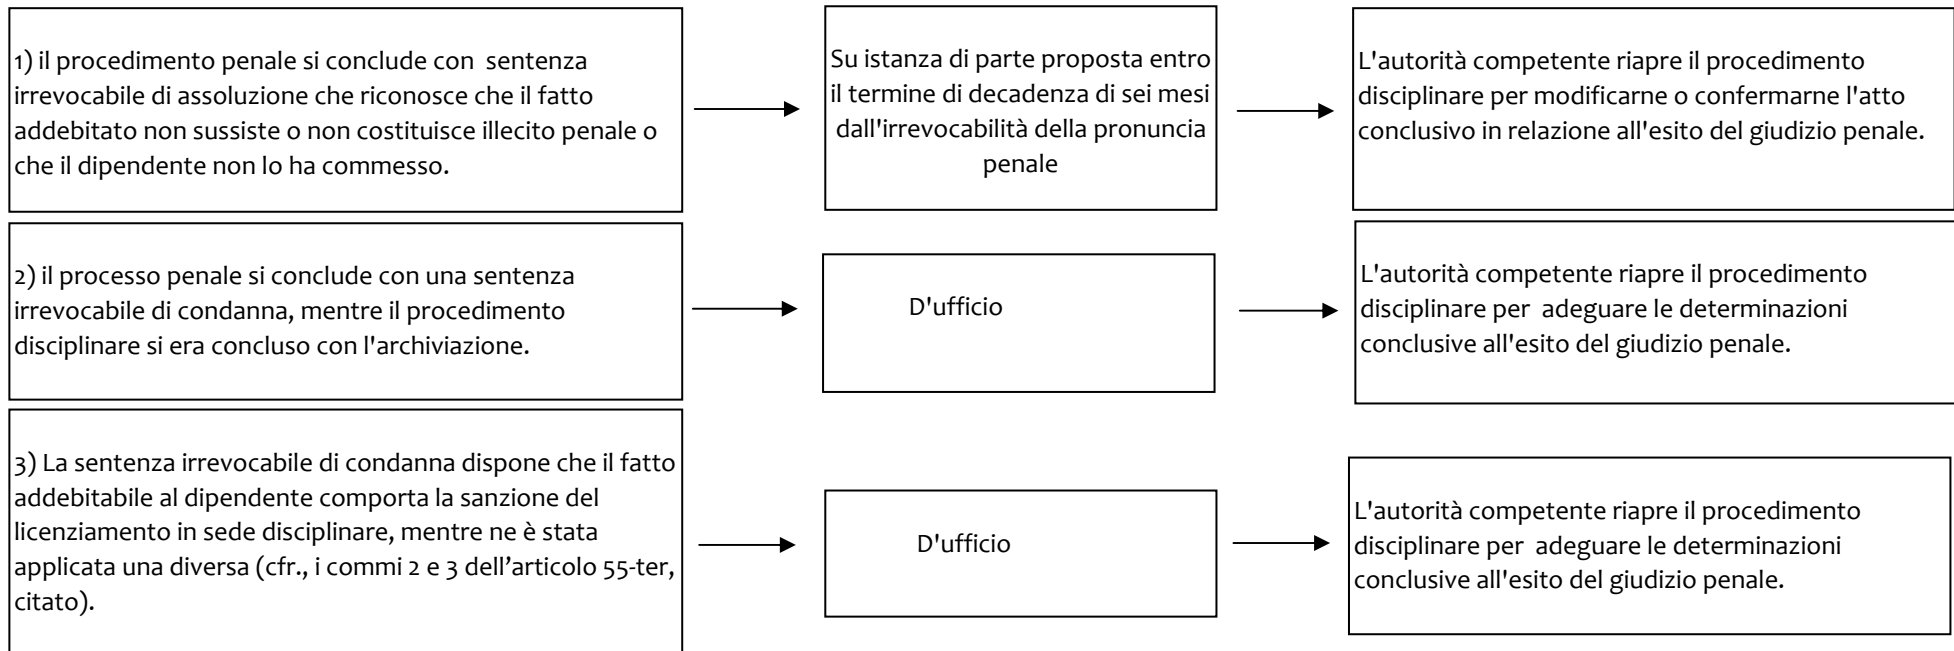 1) il procedimento penale si conclude con sentenza
irrevocabile di assoluzione che riconosce che il fatto
addebitato non sussiste o non costituisce illecito penale o
che il dipendente non lo ha commesso.
Su istanza di parte proposta entro
il termine di decadenza di sei mesi
dall'irrevocabilità della pronuncia
penale
L'autorità competente riapre il procedimento
disciplinare per modificarne o confermarne l'atto
conclusivo in relazione all'esito del giudizio penale.
2) il processo penale si conclude con una sentenza
irrevocabile di condanna, mentre il procedimento
disciplinare si era concluso con l'archiviazione.
D'ufficio
L'autorità competente riapre il procedimento
disciplinare per adeguare le determinazioni
conclusive all'esito del giudizio penale.
3) La sentenza irrevocabile di condanna dispone che il fatto
addebitabile al dipendente comporta la sanzione del
licenziamento in sede disciplinare, mentre ne è stata
applicata una diversa (cfr., i commi 2 e 3 dell’articolo 55-ter,
citato).
D'ufficio
L'autorità competente riapre il procedimento
disciplinare per adeguare le determinazioni
conclusive all'esito del giudizio penale.